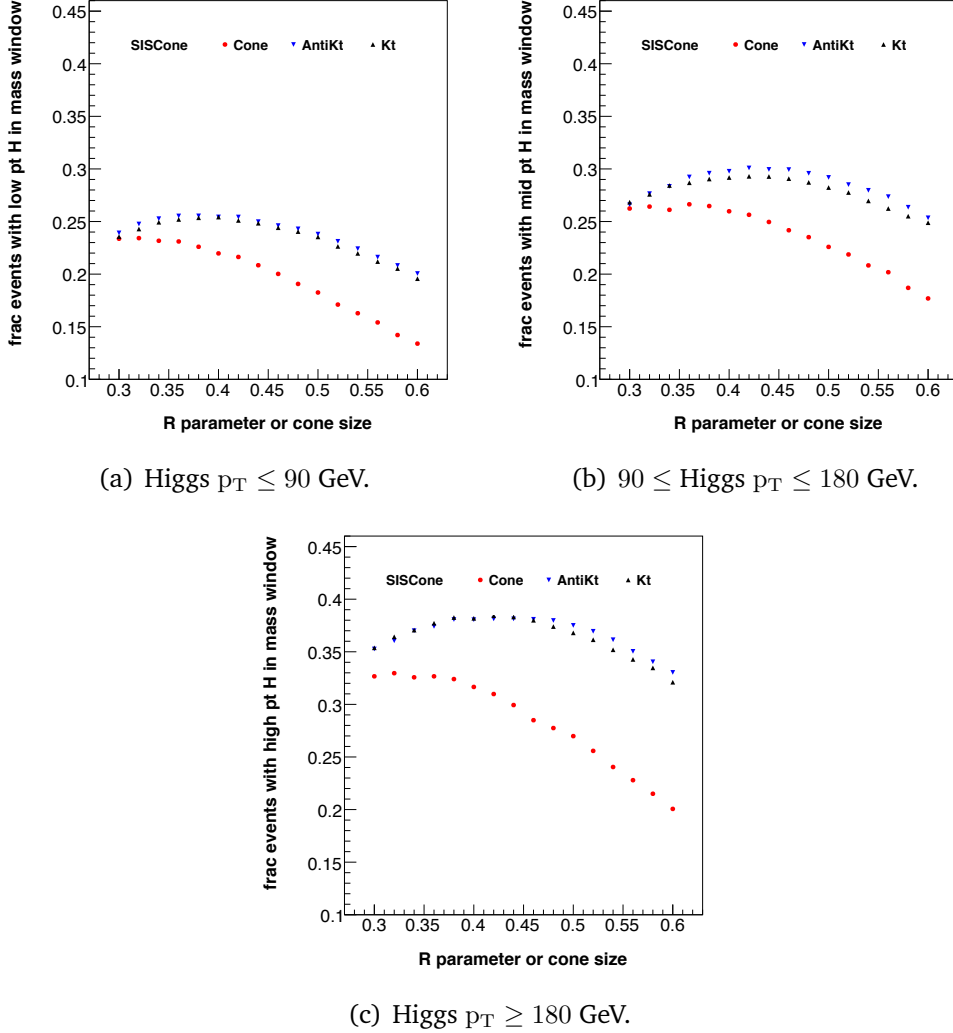 frac events with low pt H in mass window
SISCone Cone AntiKt Kt
0.45
0.4
0.35
0.3
0.25
0.2
0.15
0.1
0.3 0.35 0.4 0.45 0.5 0.55 0.6
R parameter or cone size
(a) Higgs pT ≤ 90 GeV.
frac events with mid pt H in mass window
SISCone Cone AntiKt Kt
0.45
0.4
0.35
0.3
0.25
0.2
0.15
0.1
0.3 0.35 0.4 0.45 0.5 0.55 0.6
R parameter or cone size
(b) 90 ≤ Higgs pT ≤ 180 GeV.
frac events with high pt H in mass window
SISCone Cone AntiKt Kt
0.45
0.4
0.35
0.3
0.25
0.2
0.15
0.1
0.3 0.35 0.4 0.45 0.5 0.55 0.6
R parameter or cone size
(c) Higgs pT ≥ 180 GeV.